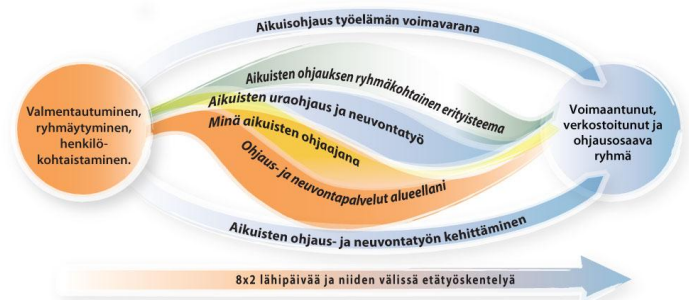 Aikuisohjaus työelämän voimavarana
Aikuisten ohjauksen ryhmäkohtainen erityisteema
Aikuisten uraohjaus ja neuvontatyö
Minä aikuisten ohjaajana
Ohjaus- ja neuvontapalvelut alueellani
Aikuisten ohjaus- ja neuvontatyön kehittäminen
Valmentautuminen,
ryhmäytyminen,
henkilö-
kohtaistaminen.
Voimaantunut,
verkostoitunut ja
ohjausosaava
ryhmä
8x2 lähipäivää ja niiden välissä etätyöskentelyä